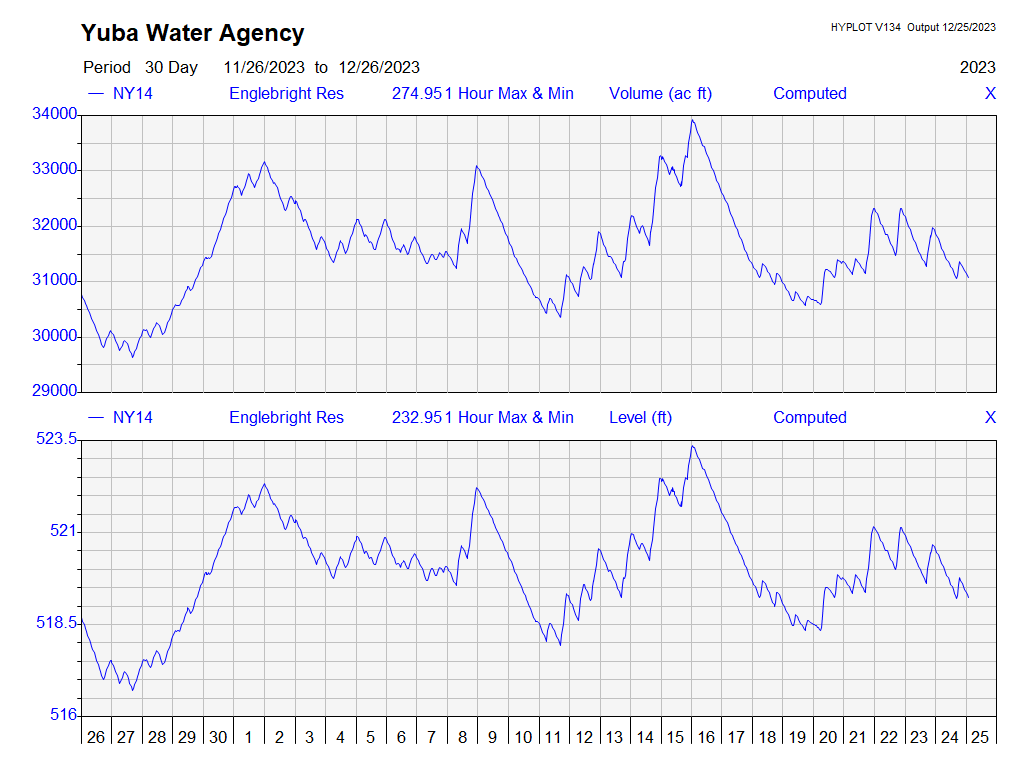 Yuba Water Agency
HYPLOT V134 Output 12/25/2023
Period 30 Day 11/26/2023 to 12/26/2023
2023
NY14 Englebright Res 274.951 Hour Max & Min Volume (ac ft) Computed X
34000
33000
32000
31000
30000
29000
NY14 Englebright Res 232.951 Hour Max & Min Level (ft) Computed X
523.5
521
518.5
516
26 27 28 29 30 1 2 3 4 5 6 7 8 9 10 11 12 13 14 15 16 17 18 19 20 21 22 23 24 25